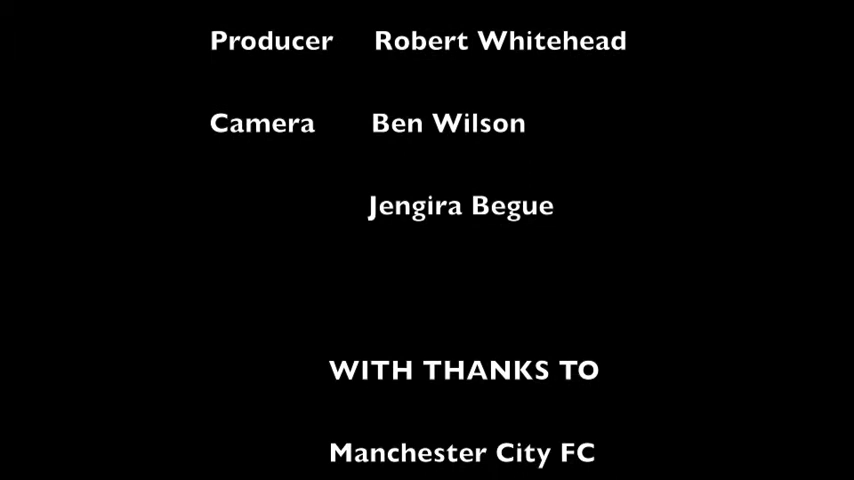 Producer Robert Whitehead
Camera Ben Wilson
Jengira Begue
WITH THANKS TO
Manchester City FC